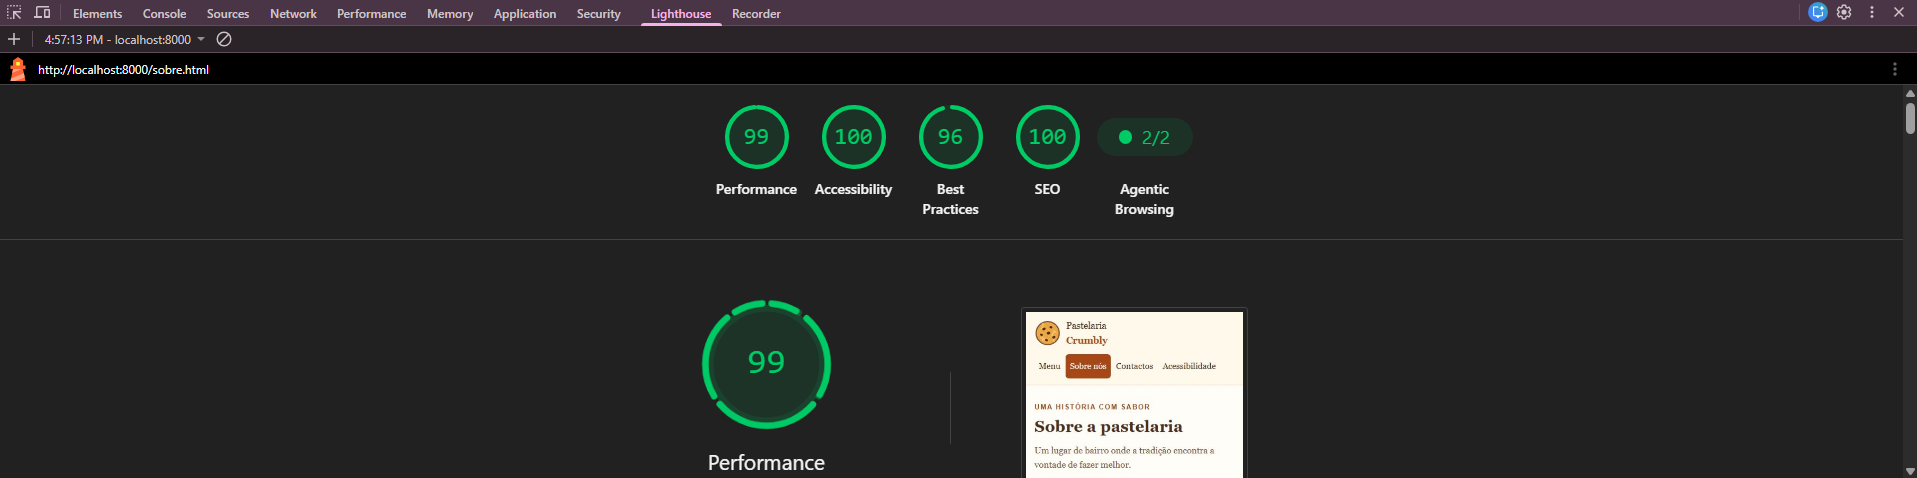 Elements Console Sources Network Performance Memory Application Security Lighthouse Recorder
4:57:13 PM - localhost:8000
http://localhost:8000/sobre.html
99 100 96 100 2/2
Performance Accessibility Best Practices SEO Agentic Browsing
99
Performance
Pastelaria
Crumbly
Menu Sobre nós Contactos Acessibilidade
UMA HISTÓRIA COM SABOR
Sobre a pastelaria
Um lugar de bairro onde a tradição encontra a
vontade de fazer melhor.